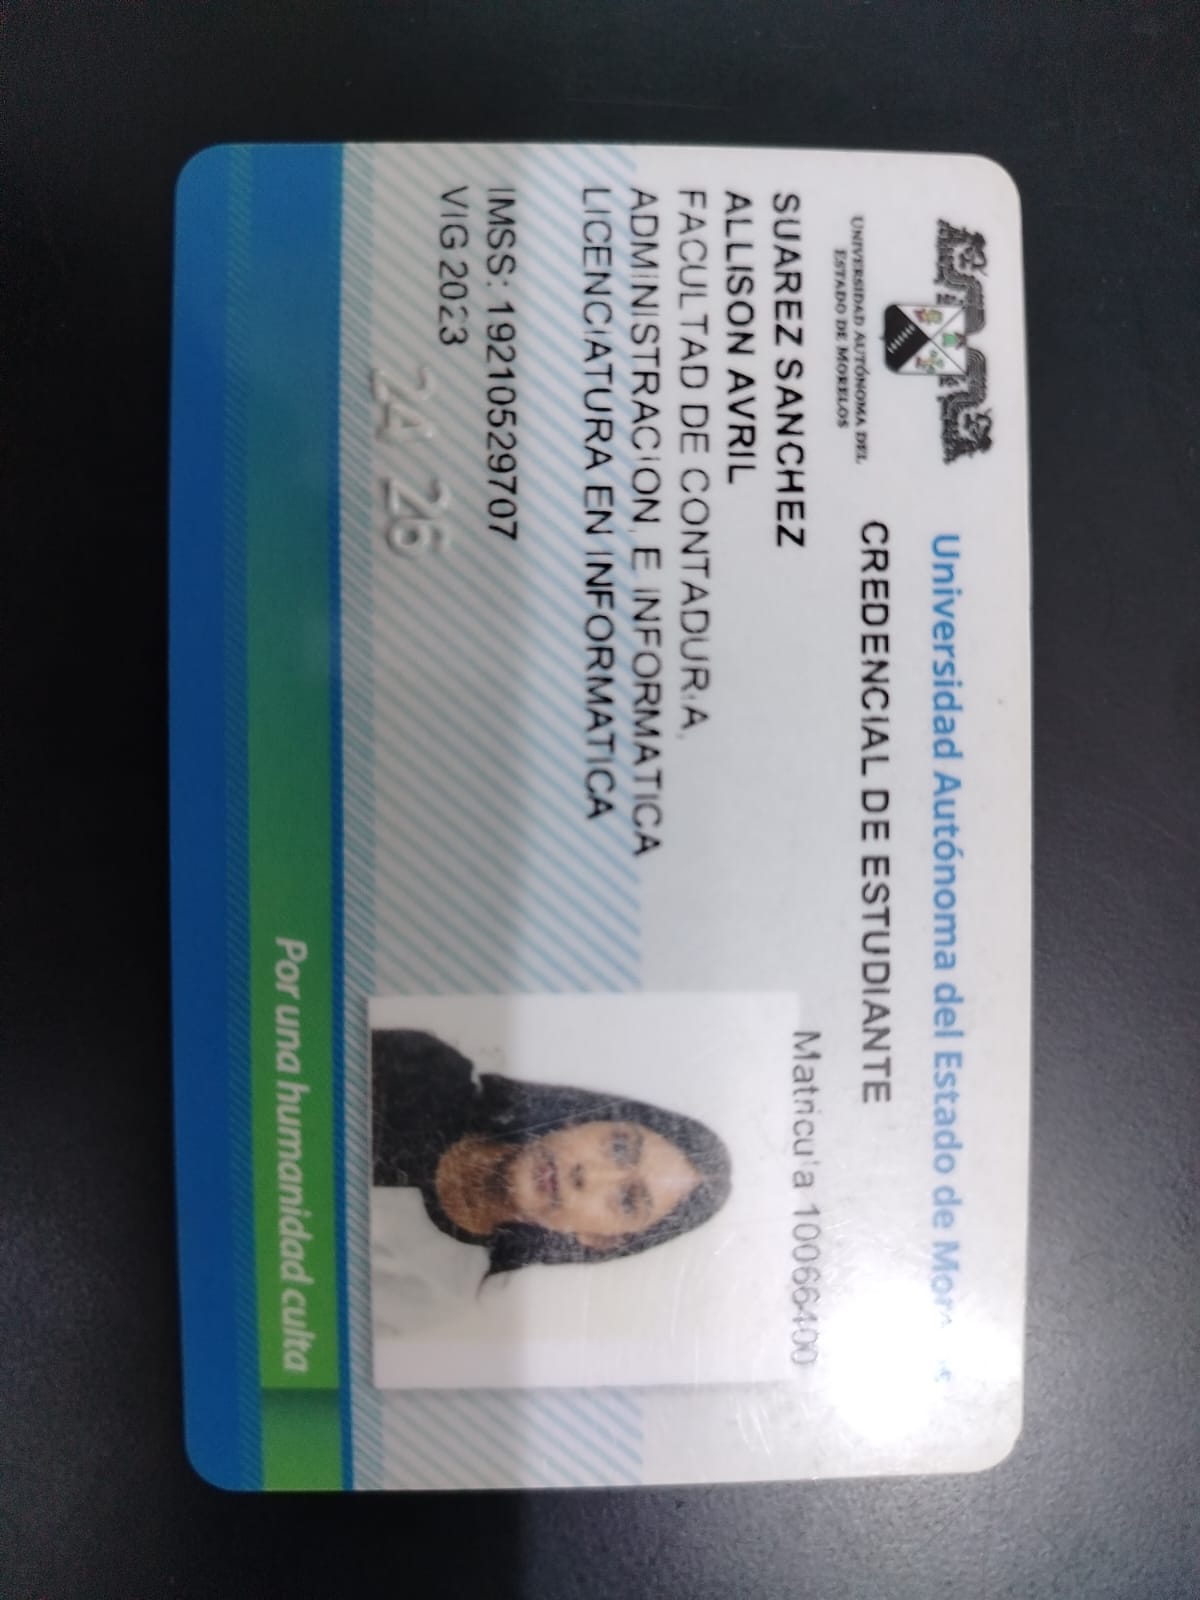 UNIVERSIDAD AUTÓNOMA DEL
ESTADO DE MORELOS
Universidad Autónoma del Estado de Morelos
CREDENCIAL DE ESTUDIANTE
Matricula 10066400
SUAREZ SANCHEZ
ALLISON AVRIL
FACULTAD DE CONTADURIA,
ADMINISTRACION, E INFORMATICA
LICENCIATURA EN INFORMATICA
IMSS: 19210529707
VIG 2023
24 26
Por una humanidad culta